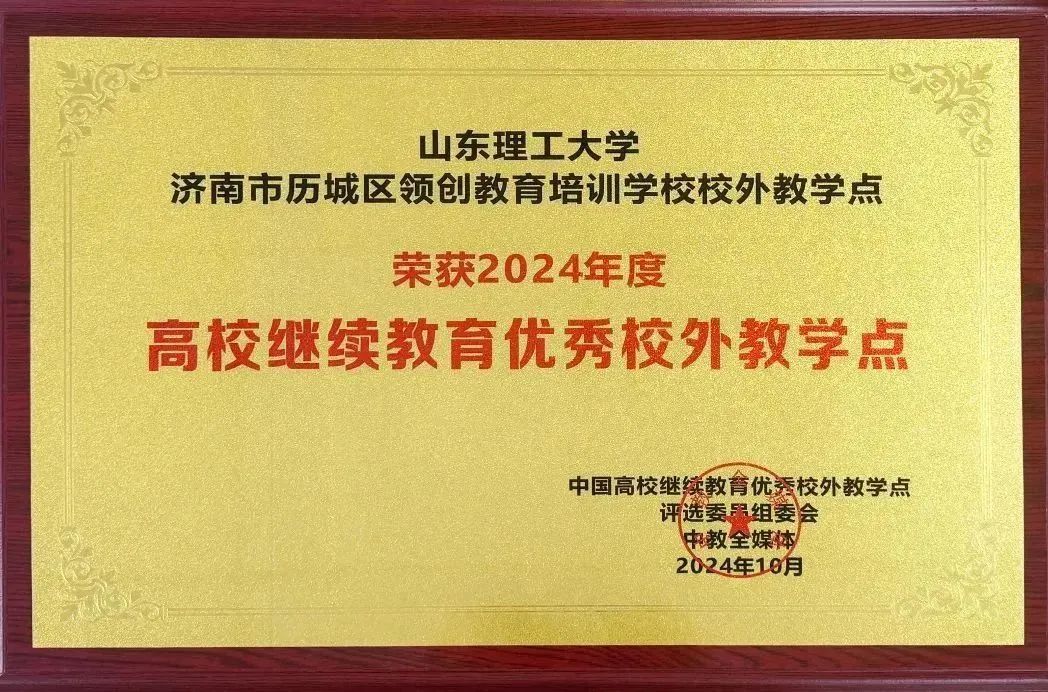 山东理工大学
济南市历城区领创教育培训学校校外教学点
荣获2024年度
高校继续教育优秀校外教学点
中国高校继续教育优秀校外教学点
评选委员组委会
中教全媒体
2024年10月